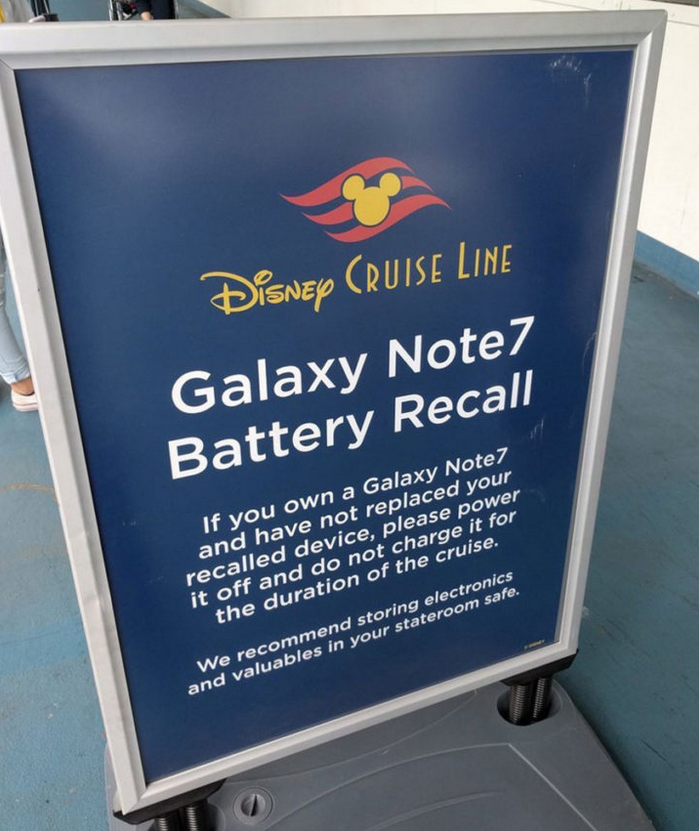 Disney Cruise Line
Galaxy Note7
Battery Recall
If you own a Galaxy Note7
and have not replaced your
recalled device, please power
it off and do not charge it for
the duration of the cruise.
We recommend storing electronics
and valuables in your stateroom safe.
©DISNEY